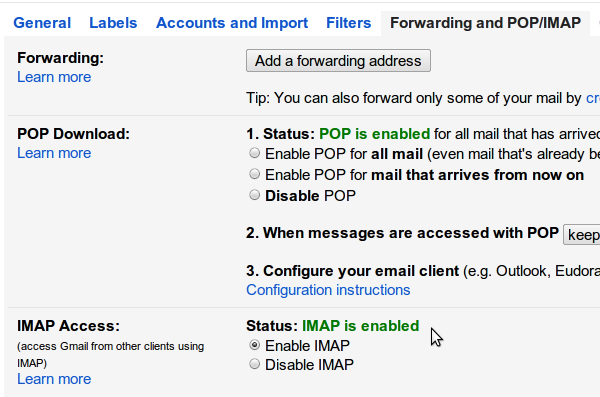 General Labels Accounts and Import Filters Forwarding and POP/IMAP
Forwarding:
Learn more
Add a forwarding address
Tip: You can also forward only some of your mail by
POP Download:
Learn more
1. Status: POP is enabled for all mail that has arrived
Enable POP for all mail (even mail that's already be
Enable POP for mail that arrives from now on
Disable POP
2. When messages are accessed with POP keep
3. Configure your email client (e.g. Outlook, Eudora
Configuration instructions
IMAP Access:
(access Gmail from other clients using
IMAP)
Learn more
Status: IMAP is enabled
Enable IMAP
Disable IMAP